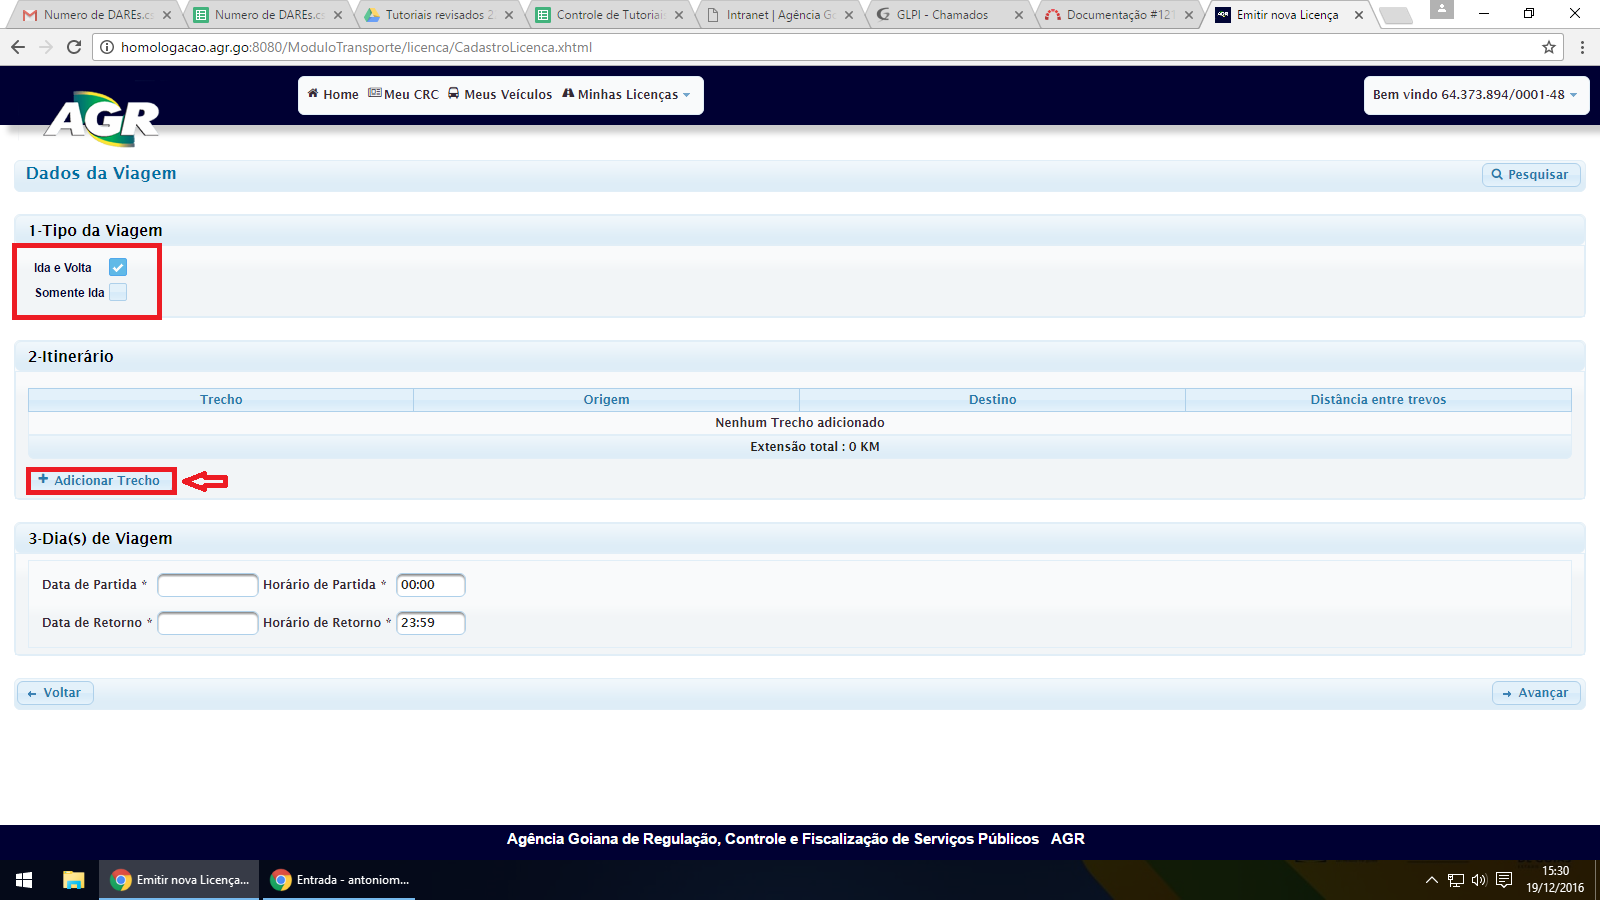 Numero de DAREs.cs
Numero de DAREs.cs
Tutoriais revisados 2
Controle de Tutoriai
Intranet | Agência Go
GLPI - Chamados
Documentação #121
Emitir nova Licença
homologacao.agr.go:8080/ModuloTransporte/licenca/CadastroLicenca.xhtml
AGR
Home
Meu CRC
Meus Veículos
Minhas Licenças
Bem vindo 64.373.894/0001-48
Dados da Viagem
Pesquisar
1-Tipo da Viagem
Ida e Volta
Somente Ida
2-Itinerário
Trecho Origem Destino Distância entre trevos
Nenhum Trecho adicionado
Extensão total : 0 KM
+ Adicionar Trecho
3-Dia(s) de Viagem
Data de Partida * Horário de Partida * 00:00
Data de Retorno * Horário de Retorno * 23:59
← Voltar
→ Avançar
Agência Goiana de Regulação, Controle e Fiscalização de Serviços Públicos AGR
Emitir nova Licença...
Entrada - antoniom...
15:30
19/12/2016